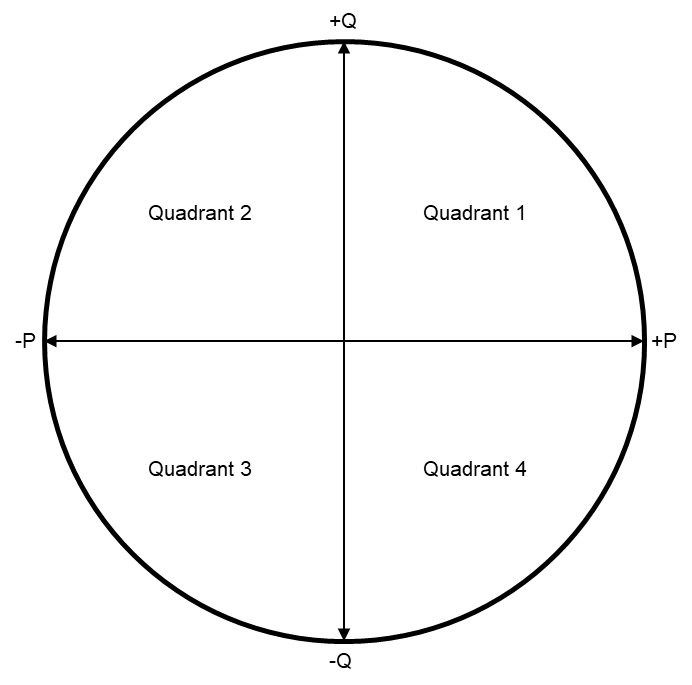 +Q
Quadrant 2
Quadrant 1
-P
+P
Quadrant 3
Quadrant 4
-Q